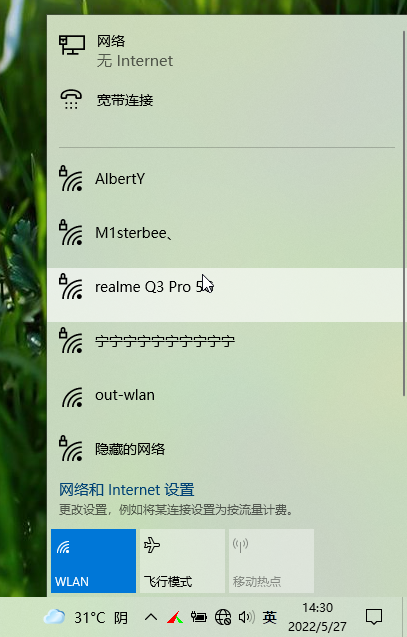 网络
无 Internet
宽带连接
AlbertY
M1sterbee、
realme Q3 Pro 5G
宁宁宁宁宁宁宁宁宁宁
out-wlan
隐藏的网络
网络和 Internet 设置
更改设置，例如将某连接设置为按流量计费。
WLAN
飞行模式
移动热点
31°C 阴
英
14:30
2022/5/27